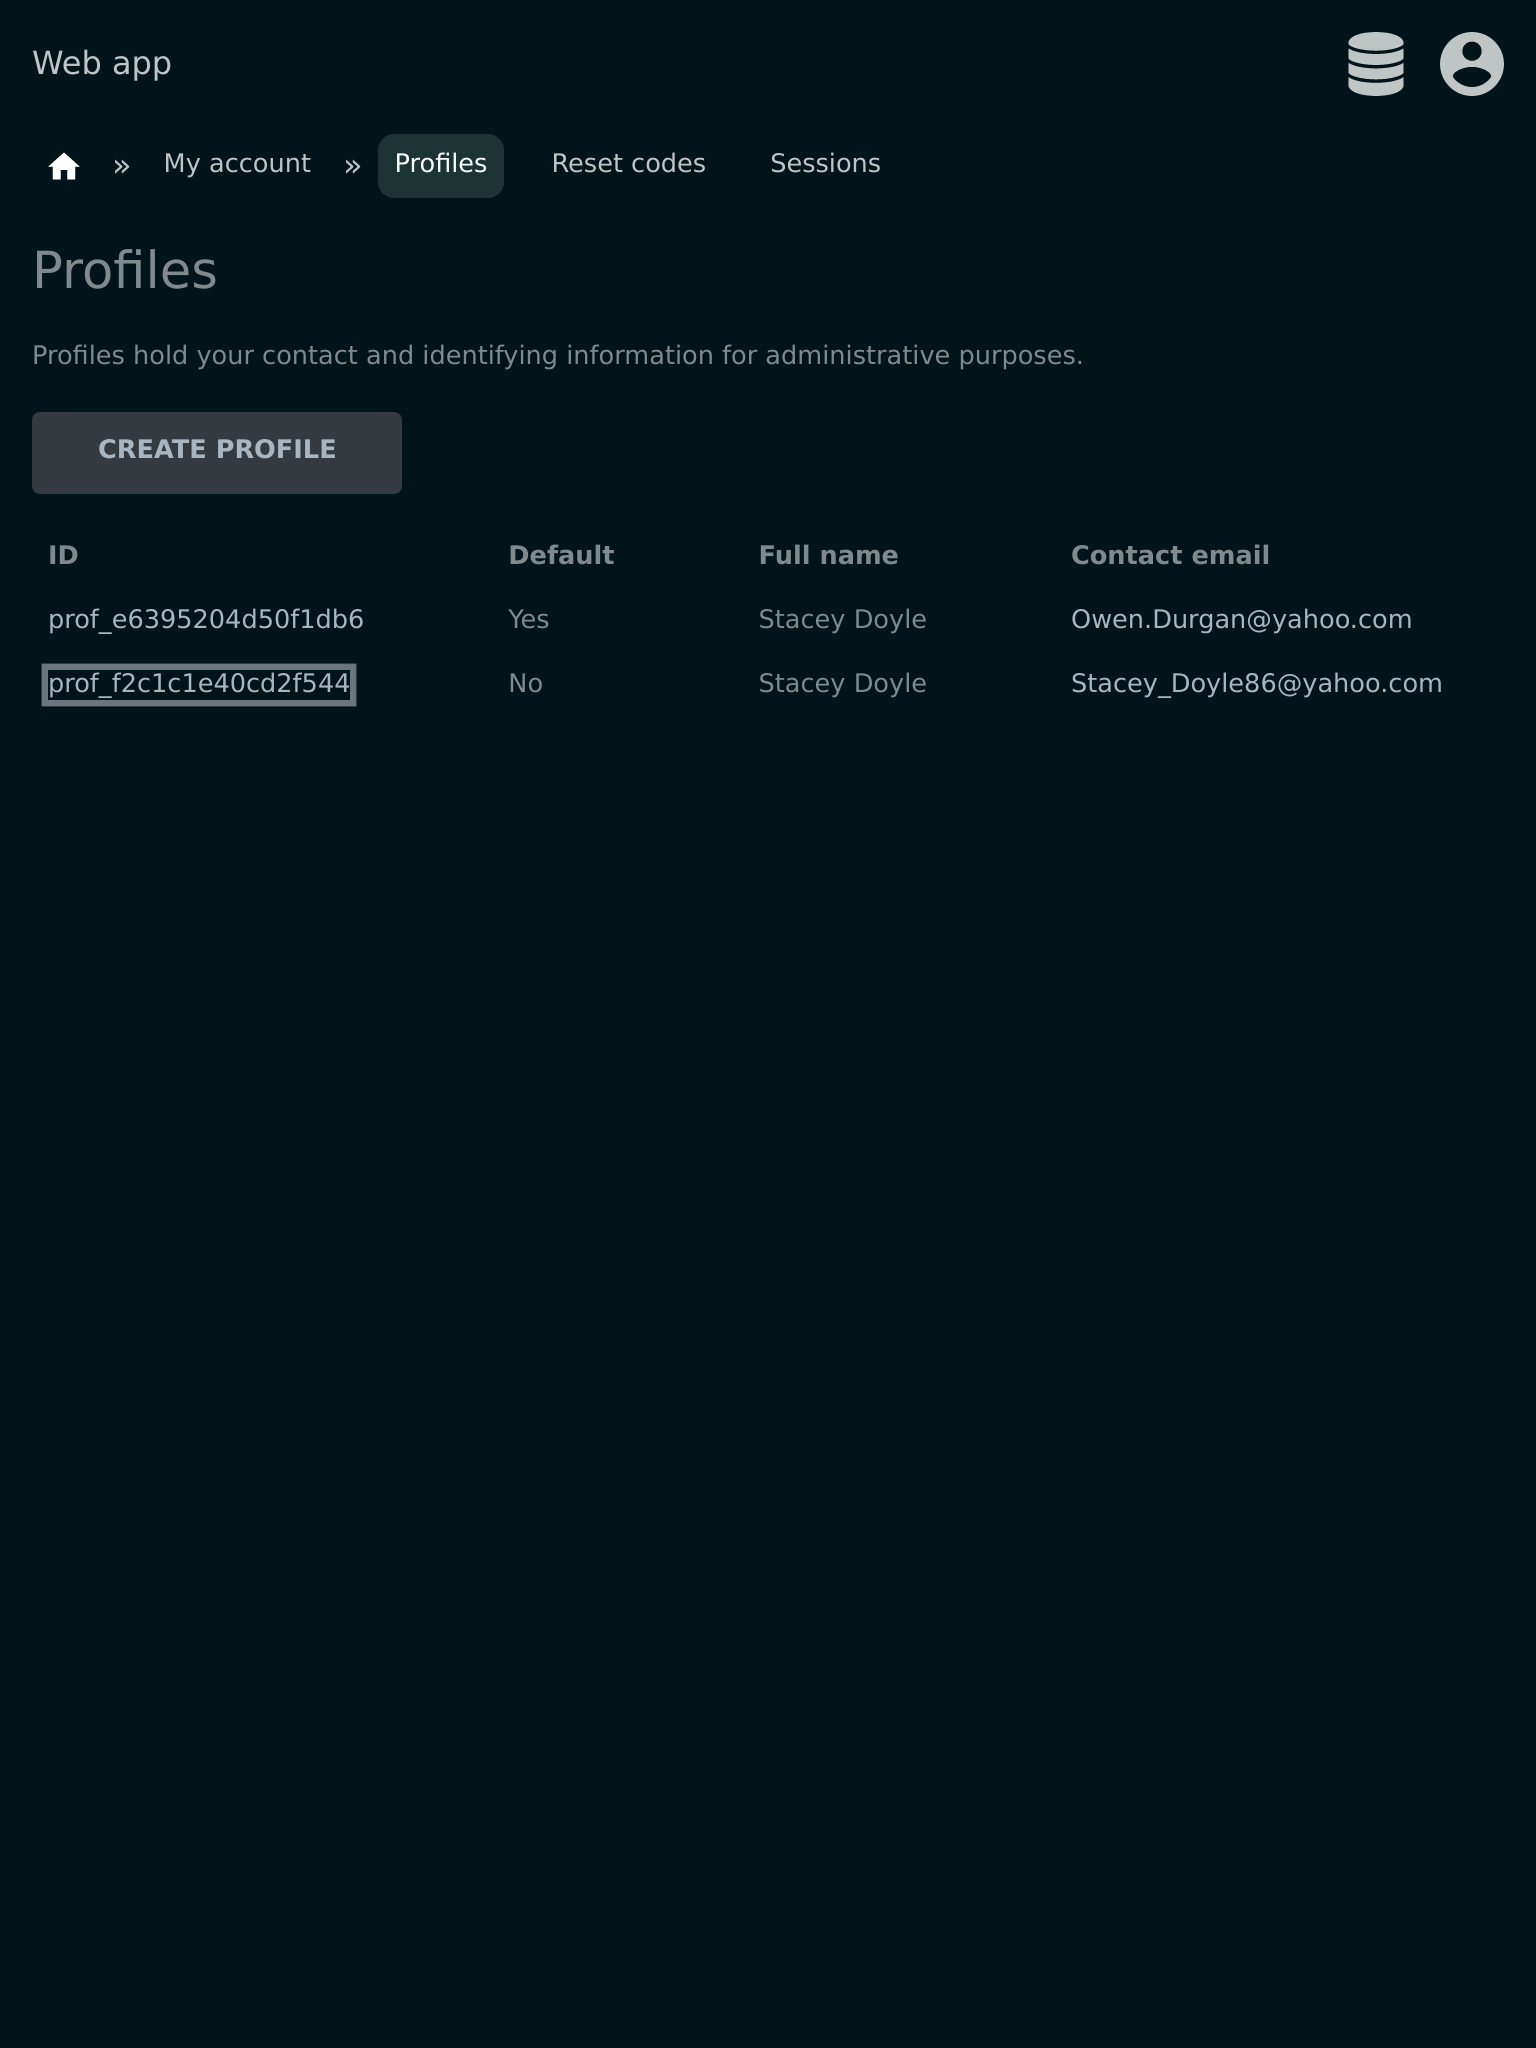 Web app
» My account » Profiles Reset codes Sessions
Profiles
Profiles hold your contact and identifying information for administrative purposes.
CREATE PROFILE
ID Default Full name Contact email
prof_e6395204d50f1db6 Yes Stacey Doyle Owen.Durgan@yahoo.com
prof_f2c1c1e40cd2f544 No Stacey Doyle Stacey_Doyle86@yahoo.com